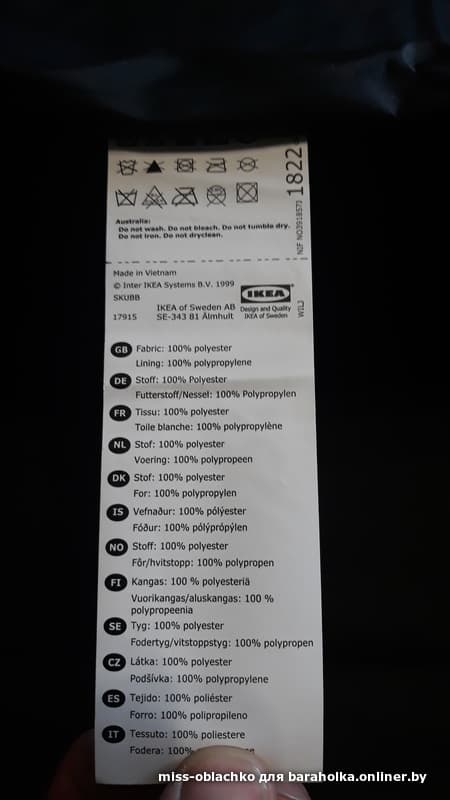 1822
NIF NO3918573
Australia:
Do not wash. Do not bleach. Do not tumble dry.
Do not iron. Do not dryclean.
Made in Vietnam
© Inter IKEA Systems B.V. 1999
SKUBB
IKEA of Sweden AB
17915 SE-343 81 Älmhult
IKEA
Design and Quality
IKEA of Sweden
GB Fabric: 100% polyester
Lining: 100% polypropylene
DE Stoff: 100% Polyester
Futterstoff/Nessel: 100% Polypropylen
FR Tissu: 100% polyester
Toile blanche: 100% polypropylène
NL Stof: 100% polyester
Voering: 100% polypropeen
DK Stof: 100% polyester
For: 100% polypropylen
IS Vefnaður: 100% pólýester
Fóður: 100% pólýprópýlen
NO Stoff: 100% polyester
Fôr/hvitstopp: 100% polypropen
FI Kangas: 100 % polyesteriä
Vuorikangas/aluskangas: 100 %
polypropeenia
SE Tyg: 100% polyester
Fodertyg/vitstoppstyg: 100% polypropen
CZ Látka: 100% polyester
Podšívka: 100% polypropylene
ES Tejido: 100% poliéster
Forro: 100% polipropileno
IT Tessuto: 100% poliestere
Fodera: 100%
miss-oblachko для baraholka.onliner.by